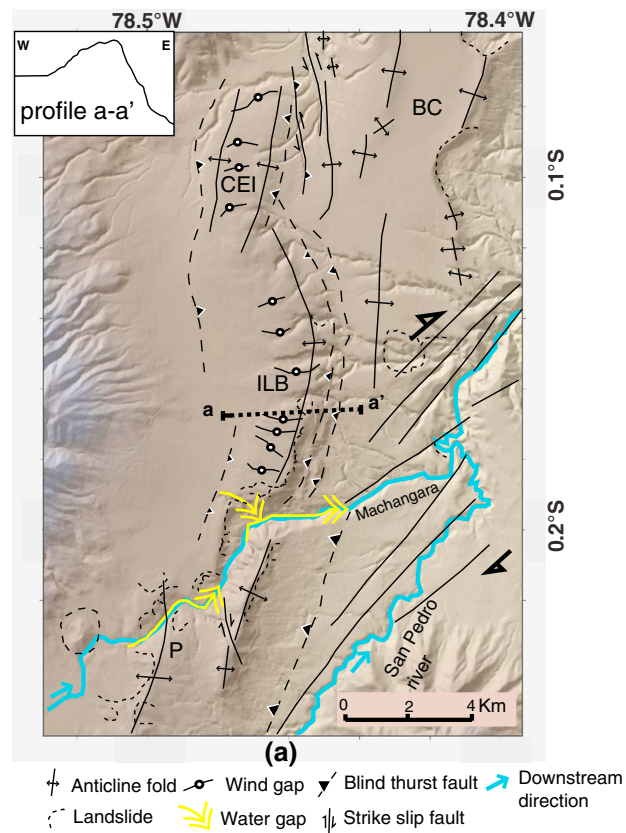 78.5°W 78.4°W
W E
profile a-a'
BC
CEI
0.1°S
ILB
a a'
Machangara
0.2°S
P
San Pedro
river
0 2 4 Km
(a)
Anticline fold Wind gap Blind thurst fault Downstream
direction
Landslide Water gap Strike slip fault